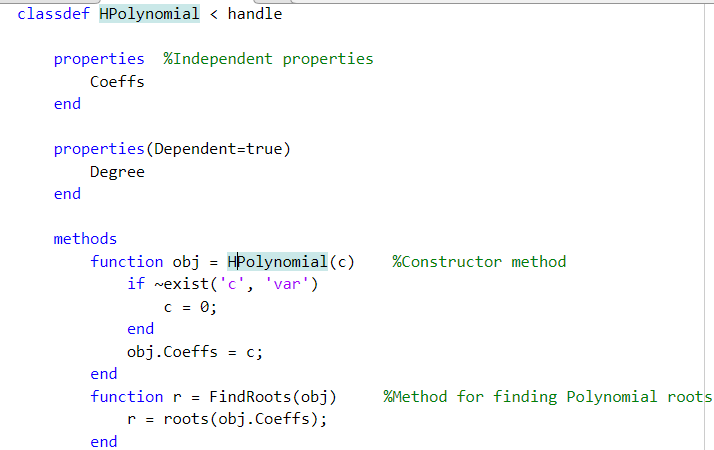 classdef HPolynomial < handle
properties %Independent properties
Coeffs
end
properties(Dependent=true)
Degree
end
methods
function obj = HPolynomial(c) %Constructor method
if ~exist('c', 'var')
c = 0;
end
obj.Coeffs = c;
end
function r = FindRoots(obj) %Method for finding Polynomial roots
r = roots(obj.Coeffs);
end